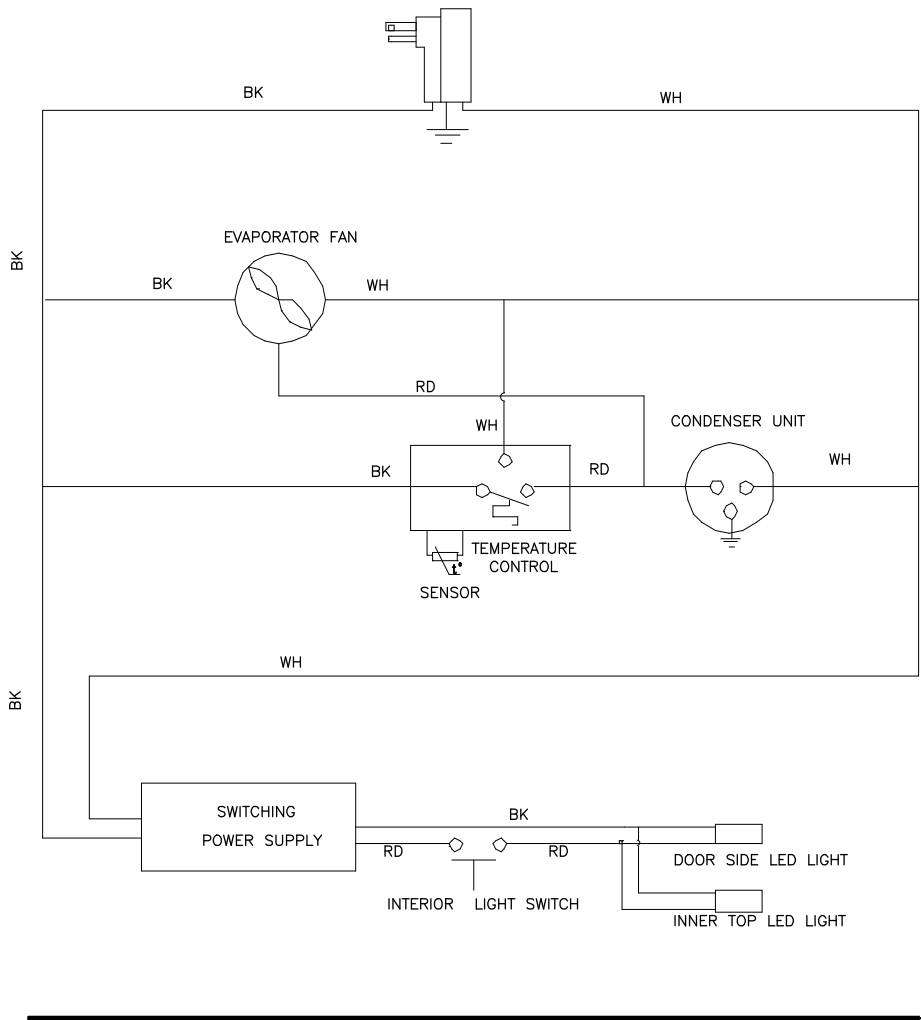 BK
WH
EVAPORATOR FAN
BK
BK
WH
RD
CONDENSER UNIT
WH
WH
BK
RD
TEMPERATURE
CONTROL
t°
SENSOR
WH
BK
SWITCHING
POWER SUPPLY
BK
RD
RD
DOOR SIDE LED LIGHT
INTERIOR LIGHT SWITCH
INNER TOP LED LIGHT